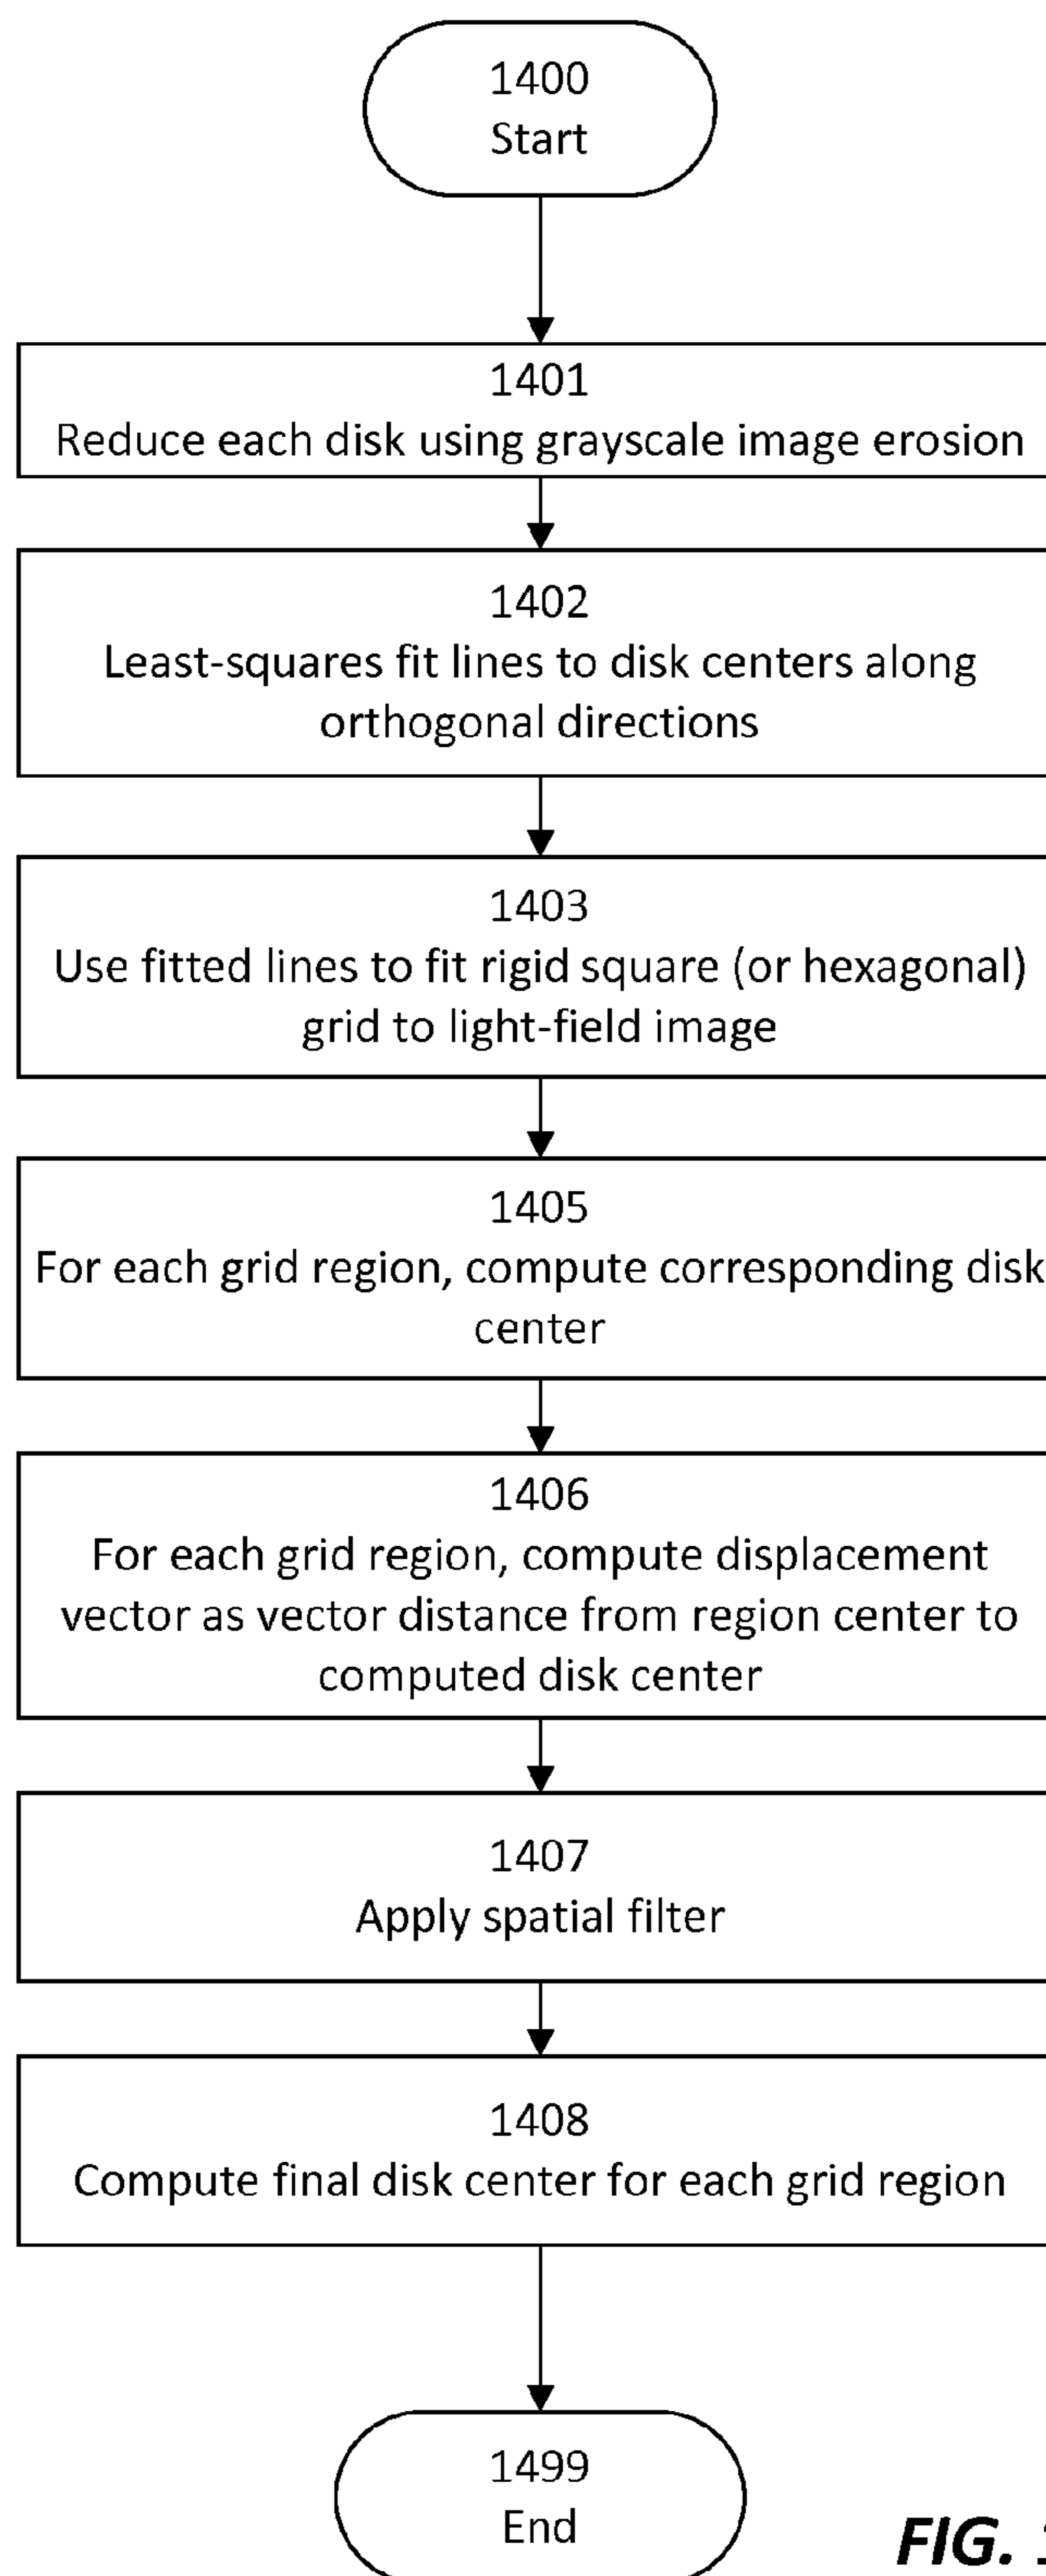 1400
Start
1401
Reduce each disk using grayscale image erosion
1402
Least-squares fit lines to disk centers along
orthogonal directions
1403
Use fitted lines to fit rigid square (or hexagonal)
grid to light-field image
1405
For each grid region, compute corresponding disk
center
1406
For each grid region, compute displacement
vector as vector distance from region center to
computed disk center
1407
Apply spatial filter
1408
Compute final disk center for each grid region
1499
End
FIG.